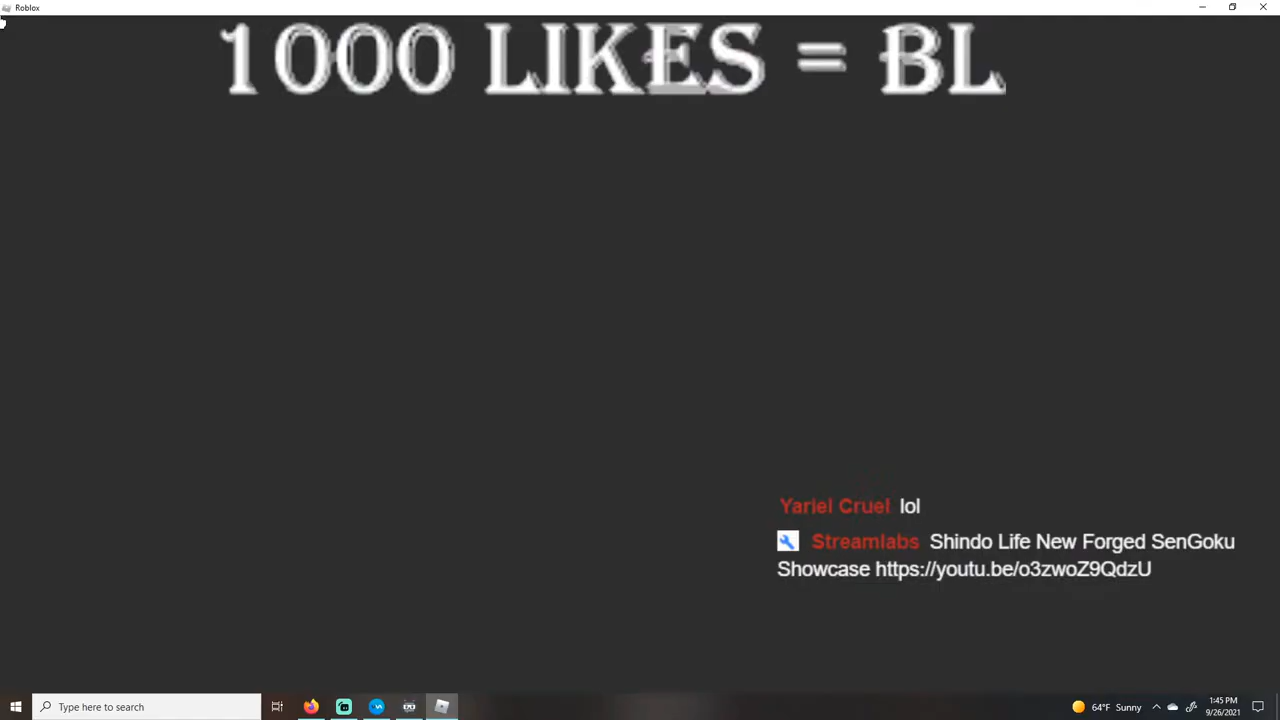 Roblox
1000 LIKES = BL
Yariel Cruel lol
Streamlabs Shindo Life New Forged SenGoku
Showcase https://youtu.be/o3zwoZ9QdzU
Type here to search
64°F Sunny
1:45 PM
9/26/2021